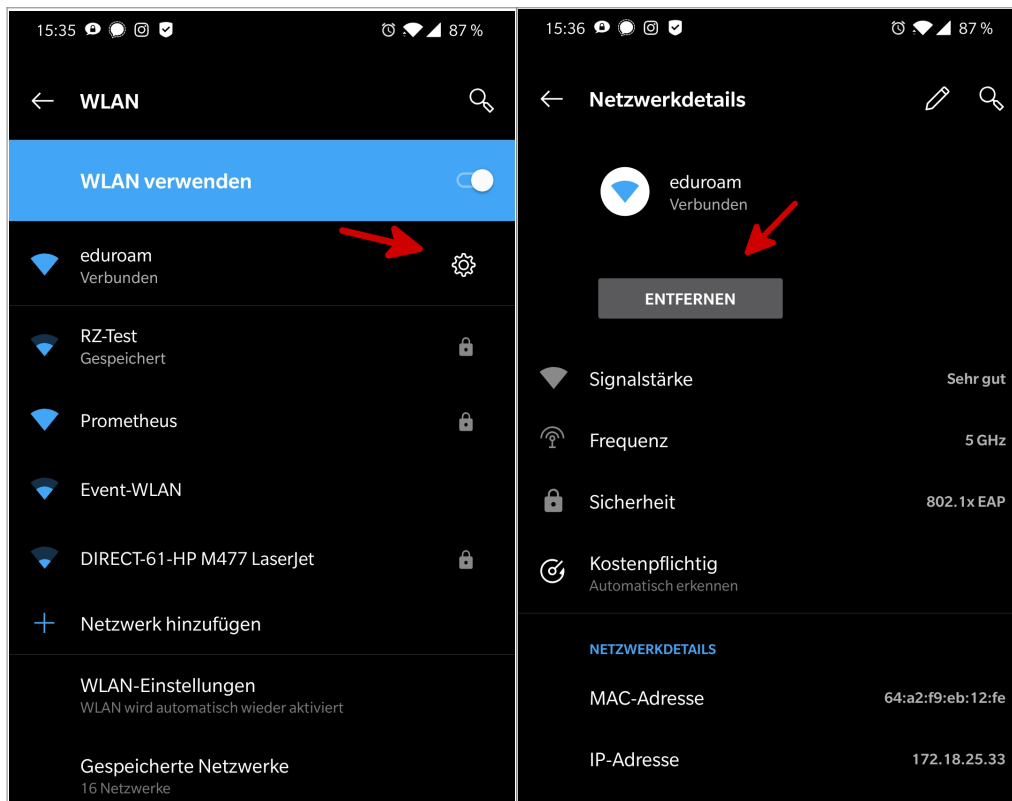 15:35
87 %
WLAN
WLAN verwenden
eduroam
Verbunden
RZ-Test
Gespeichert
Prometheus
Event-WLAN
DIRECT-61-HP M477 LaserJet
Netzwerk hinzufügen
WLAN-Einstellungen
WLAN wird automatisch wieder aktiviert
Gespeicherte Netzwerke
16 Netzwerke
15:36
87 %
Netzwerkdetails
eduroam
Verbunden
ENTFERNEN
Signalstärke Sehr gut
Frequenz 5 GHz
Sicherheit 802.1x EAP
Kostenpflichtig
Automatisch erkennen
NETZWERKDETAILS
MAC-Adresse 64:a2:f9:eb:12:fe
IP-Adresse 172.18.25.33